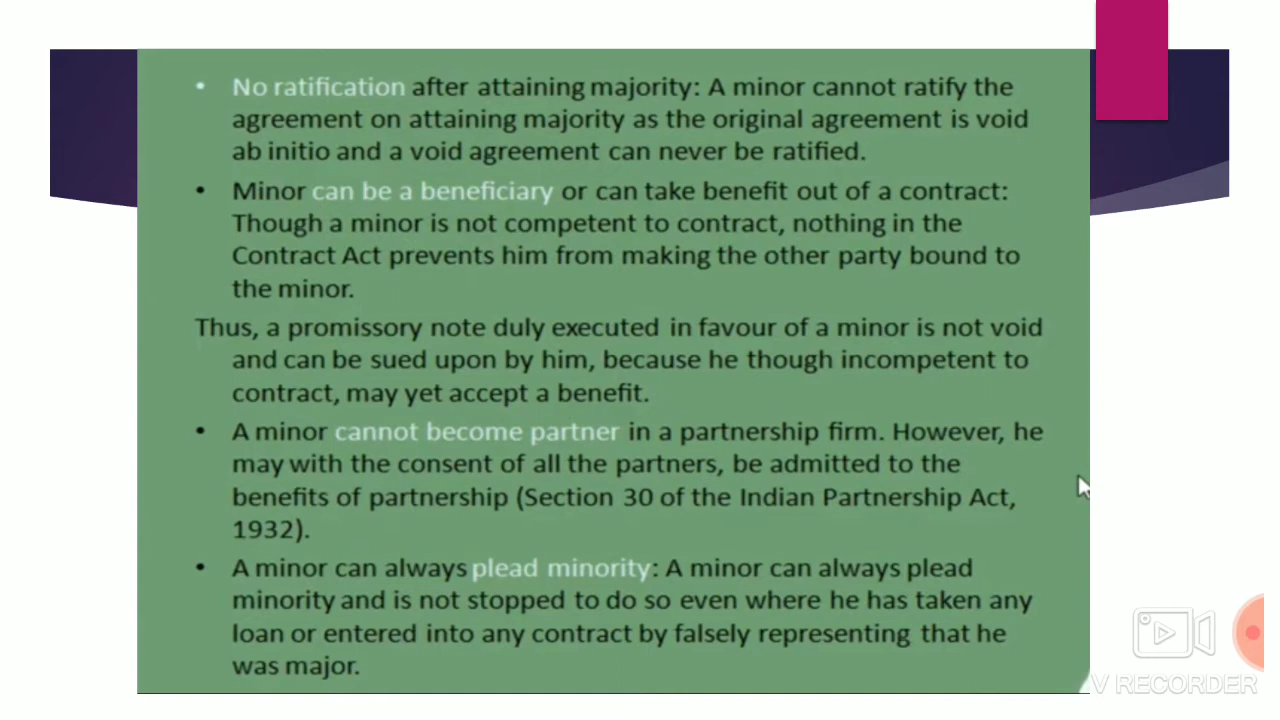 • No ratification after attaining majority: A minor cannot ratify the
agreement on attaining majority as the original agreement is void
ab initio and a void agreement can never be ratified.
• Minor can be a beneficiary or can take benefit out of a contract:
Though a minor is not competent to contract, nothing in the
Contract Act prevents him from making the other party bound to
the minor.
Thus, a promissory note duly executed in favour of a minor is not void
and can be sued upon by him, because he though incompetent to
contract, may yet accept a benefit.
• A minor cannot become partner in a partnership firm. However, he
may with the consent of all the partners, be admitted to the
benefits of partnership (Section 30 of the Indian Partnership Act,
1932).
• A minor can always plead minority: A minor can always plead
minority and is not stopped to do so even where he has taken any
loan or entered into any contract by falsely representing that he
was major.
V RECORDER